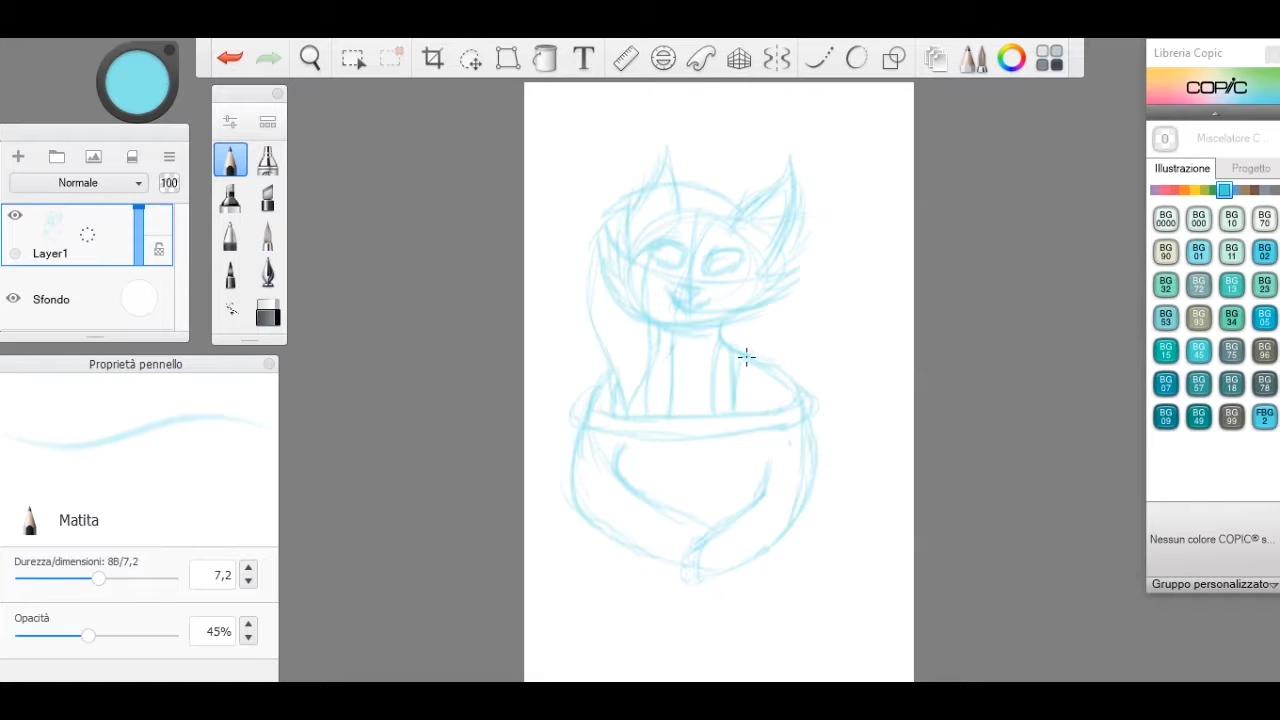 Libreria Copic
COPIC
0 Miscelatore C...
Illustrazione Progetto
Normale 100
Layer1
Sfondo
BG 0000 BG 000 BG 10 BG 70
BG 90 BG 01 BG 11 BG 02
BG 32 BG 72 BG 13 BG 23
BG 53 BG 93 BG 34 BG 05
BG 15 BG 45 BG 75 BG 96
BG 07 BG 57 BG 18 BG 78
BG 09 BG 49 BG 99 FBG 2
Proprietà pennello
Matita
Durezza/dimensioni: 8B/7,2
7,2
Opacità
45%
Nessun colore COPIC® s...
Gruppo personalizzato